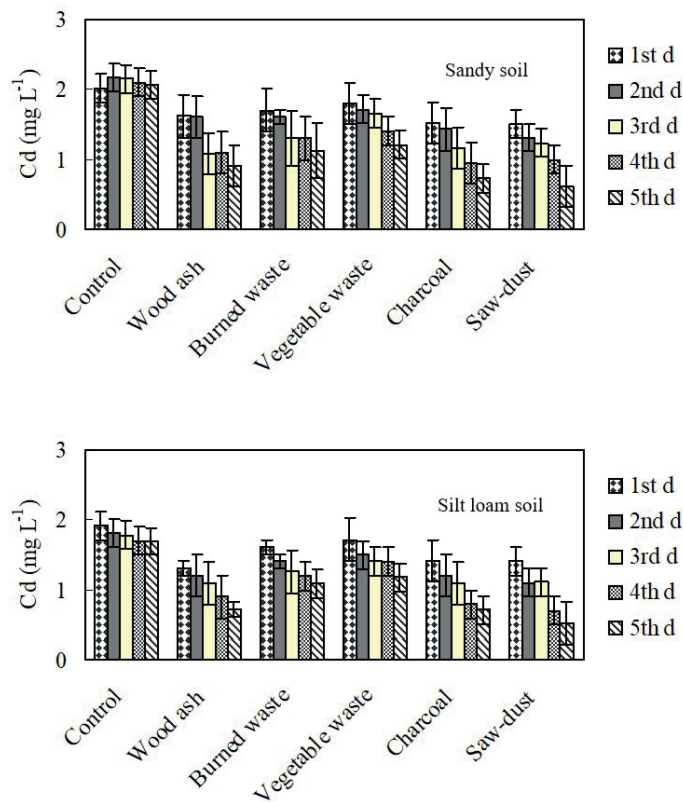 3
2
1
0
Cd (mg L⁻¹)
Sandy soil
1st d
2nd d
3rd d
4th d
5th d
Control
Wood ash
Burned waste
Vegetable waste
Charcoal
Saw-dust
3
2
1
0
Cd (mg L⁻¹)
Silt loam soil
1st d
2nd d
3rd d
4th d
5th d
Control
Wood ash
Burned waste
Vegetable waste
Charcoal
Saw-dust